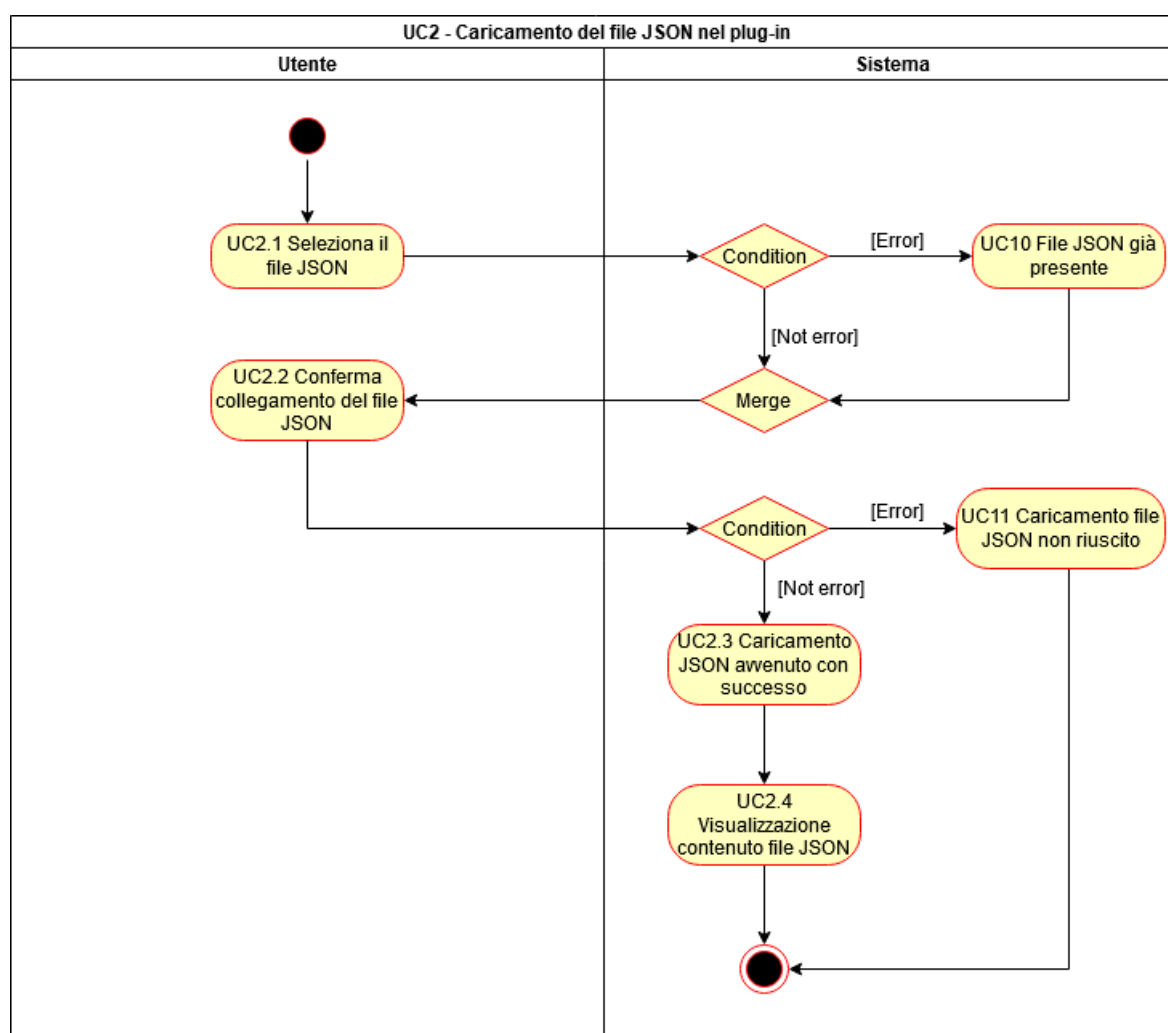 UC2 - Caricamento del file JSON nel plug-in
Utente
Sistema
UC2.1 Seleziona il
file JSON
Condition
[Error]
UC10 File JSON già
presente
[Not error]
UC2.2 Conferma
collegamento del file
JSON
Merge
Condition
[Error]
UC11 Caricamento file
JSON non riuscito
[Not error]
UC2.3 Caricamento
JSON avvenuto con
successo
UC2.4
Visualizzazione
contenuto file JSON